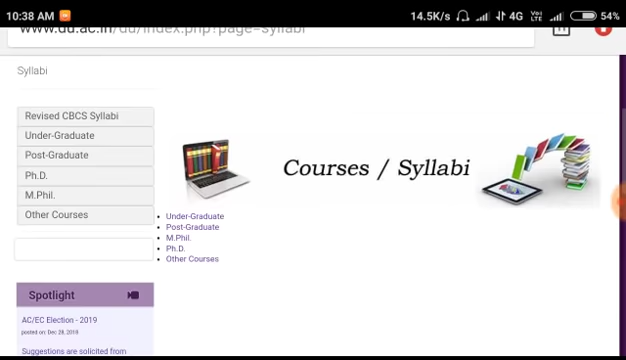 10:38 AM 14.5K/s 4G VoLTE 54%
www.du.ac.in/du/index.php?page=syllabi
Syllabi
Revised CBCS Syllabi
Under-Graduate
Post-Graduate
Ph.D.
M.Phil.
Other Courses
Courses / Syllabi
Under-Graduate
Post-Graduate
M.Phil.
Ph.D.
Other Courses
Spotlight
AC/EC Election - 2019
posted on: Dec 28, 2018
Suggestions are solicited from